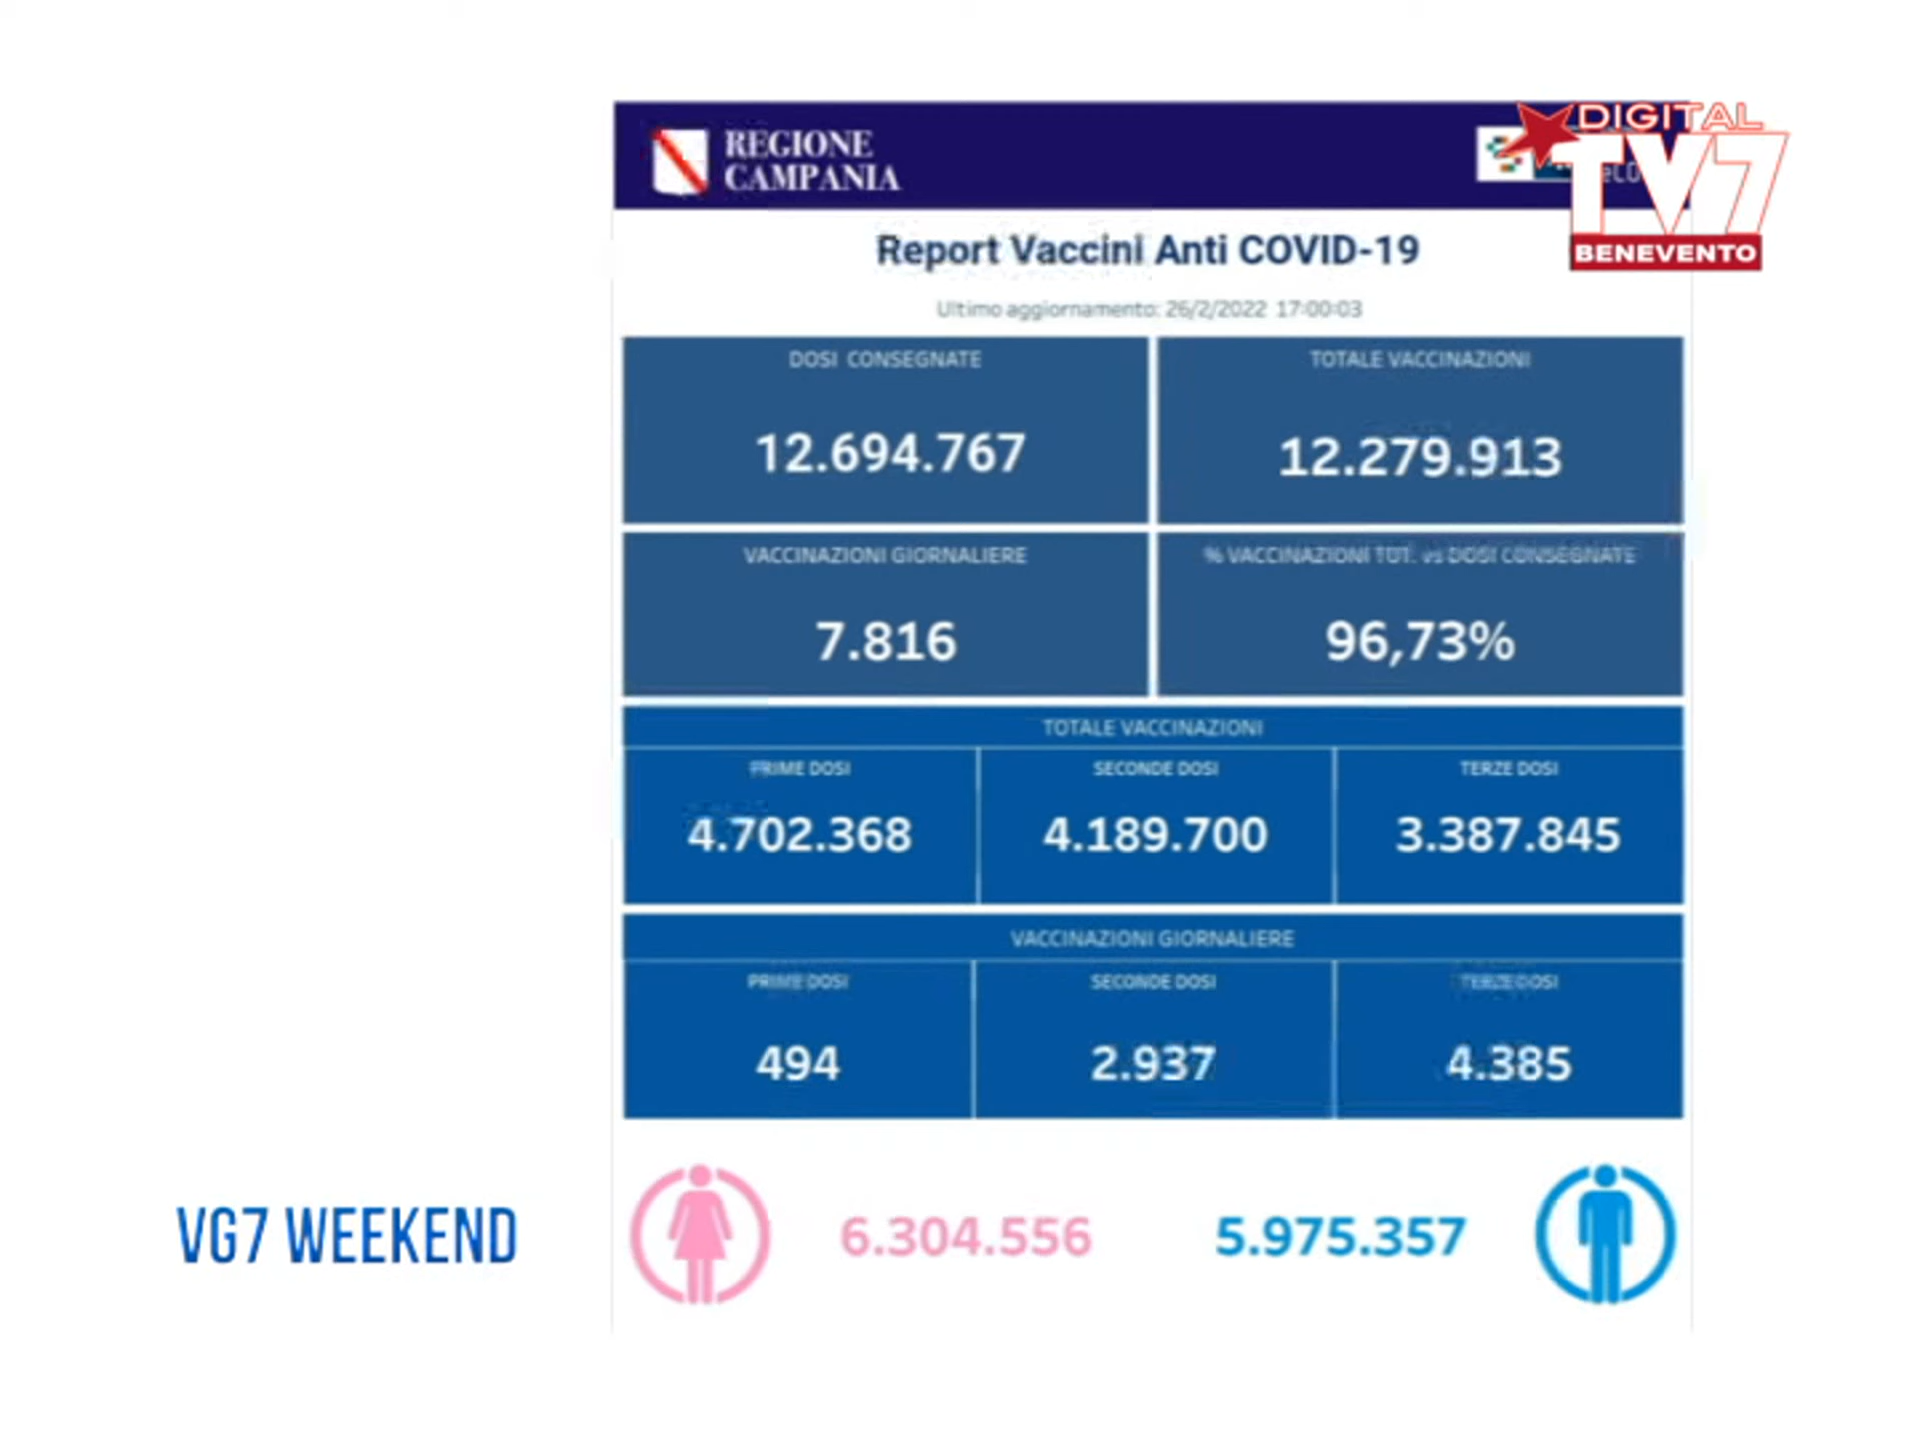 REGIONE
CAMPANIA
DIGITAL
TV7
BENEVENTO
Report Vaccini Anti COVID-19
Ultimo aggiornamento: 26/2/2022 17:00:03
DOSI CONSEGNATE
12.694.767
TOTALE VACCINAZIONI
12.279.913
VACCINAZIONI GIORNALIERE
7.816
% VACCINAZIONI TOT. vs DOSI CONSEGNATE
96,73%
TOTALE VACCINAZIONI
PRIME DOSI
4.702.368
SECONDE DOSI
4.189.700
TERZE DOSI
3.387.845
VACCINAZIONI GIORNALIERE
PRIME DOSI
494
SECONDE DOSI
2.937
TERZE DOSI
4.385
VG7 WEEKEND
6.304.556
5.975.357